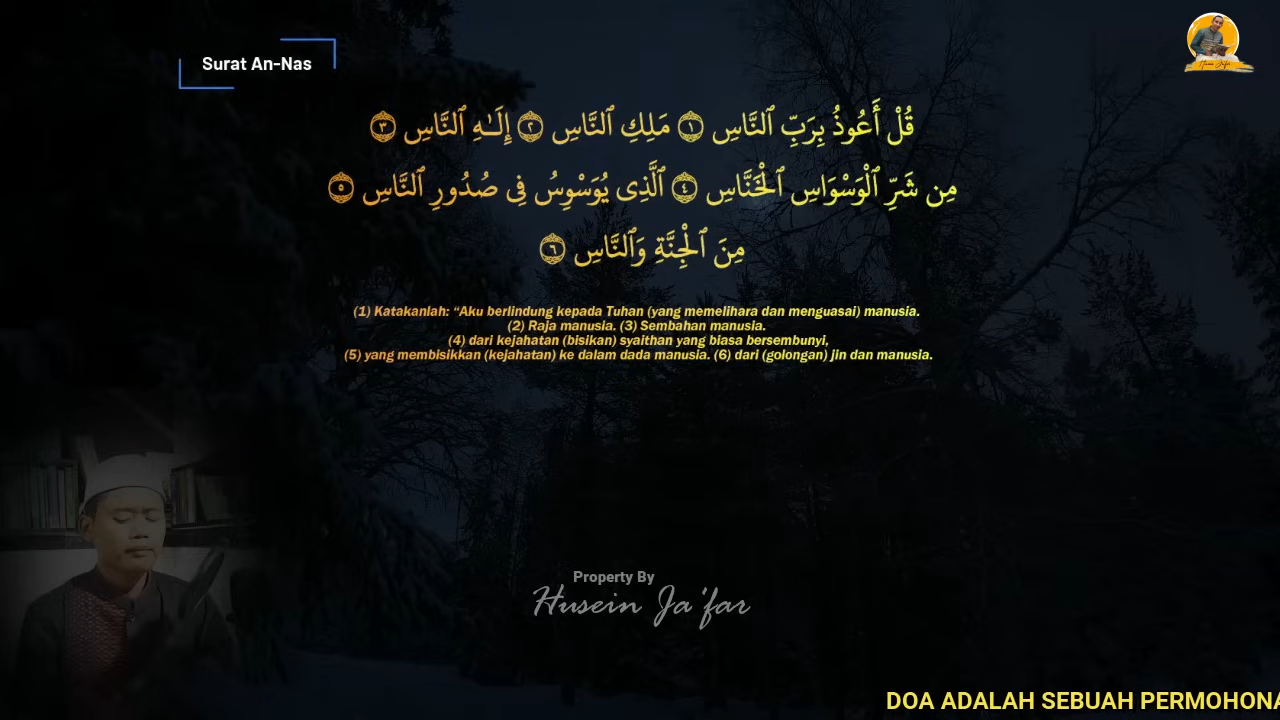 Surat An-Nas
قُلْ أَعُوذُ بِرَبِّ ٱلنَّاسِ ١ مَلِكِ ٱلنَّاسِ ٢ إِلَـٰهِ ٱلنَّاسِ ٣
مِن شَرِّ ٱلْوَسْوَاسِ ٱلْخَنَّاسِ ٤ ٱلَّذِى يُوَسْوِسُ فِى صُدُورِ ٱلنَّاسِ ٥
مِنَ ٱلْجِنَّةِ وَٱلنَّاسِ ٦
(1) Katakanlah: “Aku berlindung kepada Tuhan (yang memelihara dan menguasai) manusia.
(2) Raja manusia. (3) Sembahan manusia.
(4) dari kejahatan (bisikan) syaithan yang biasa bersembunyi,
(5) yang membisikkan (kejahatan) ke dalam dada manusia. (6) dari (golongan) jin dan manusia.
Property By
Husein Ja'far
DOA ADALAH SEBUAH PERMOHONA